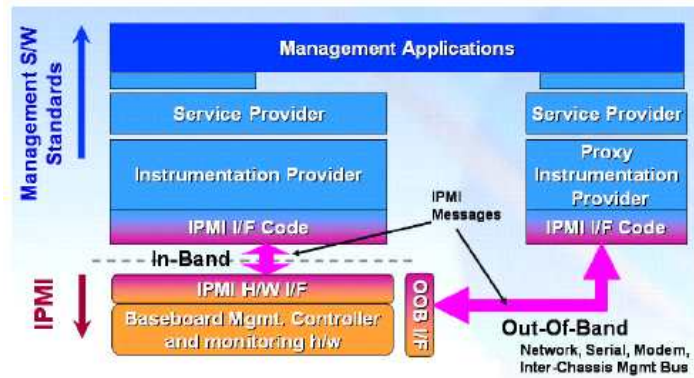 Management S/W
Standards
Management Applications
Service Provider
Instrumentation Provider
IPMI I/F Code
Service Provider
Proxy
Instrumentation
Provider
IPMI I/F Code
IPMI
Messages
In-Band
IPMI
IPMI H/W I/F
Baseboard Mgmt. Controller
and monitoring h/w
OOB I/F
Out-Of-Band
Network, Serial, Modem,
Inter-Chassis Mgmt Bus